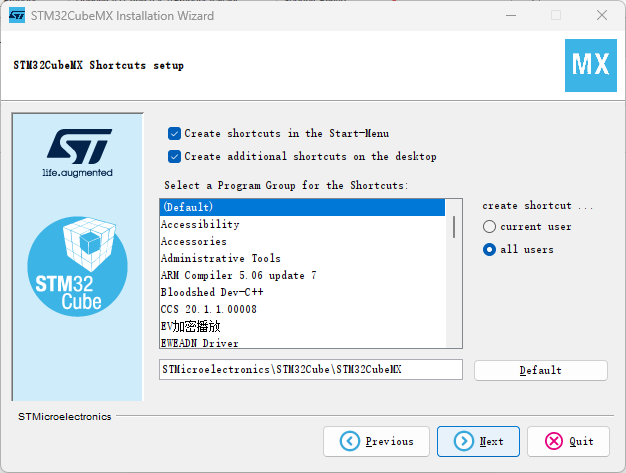 STM32CubeMX Installation Wizard
STM32CubeMX Shortcuts setup
MX
ST
life.augmented
STM32
Cube
Create shortcuts in the Start-Menu
Create additional shortcuts on the desktop
Select a Program Group for the Shortcuts:
(Default)
Accessibility
Accessories
Administrative Tools
ARM Compiler 5.06 update 7
Bloodshed Dev-C++
CCS 20.1.1.00008
EV加密播放
EWEADN Driver
create shortcut ...
current user
all users
STMicroelectronics\STM32Cube\STM32CubeMX
Default
STMicroelectronics
Previous
Next
Quit